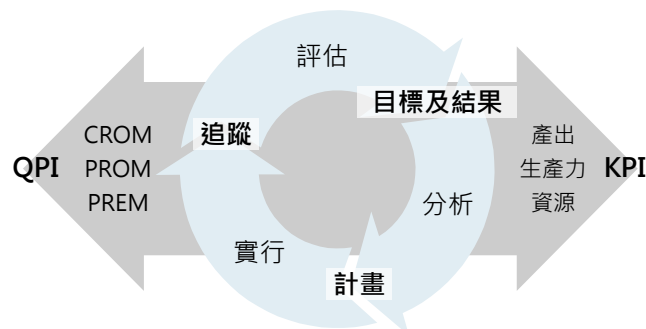 評估
目標及結果
追蹤
CROM
PROM
PREM
QPI
產出
生產力
資源
KPI
分析
實行
計畫